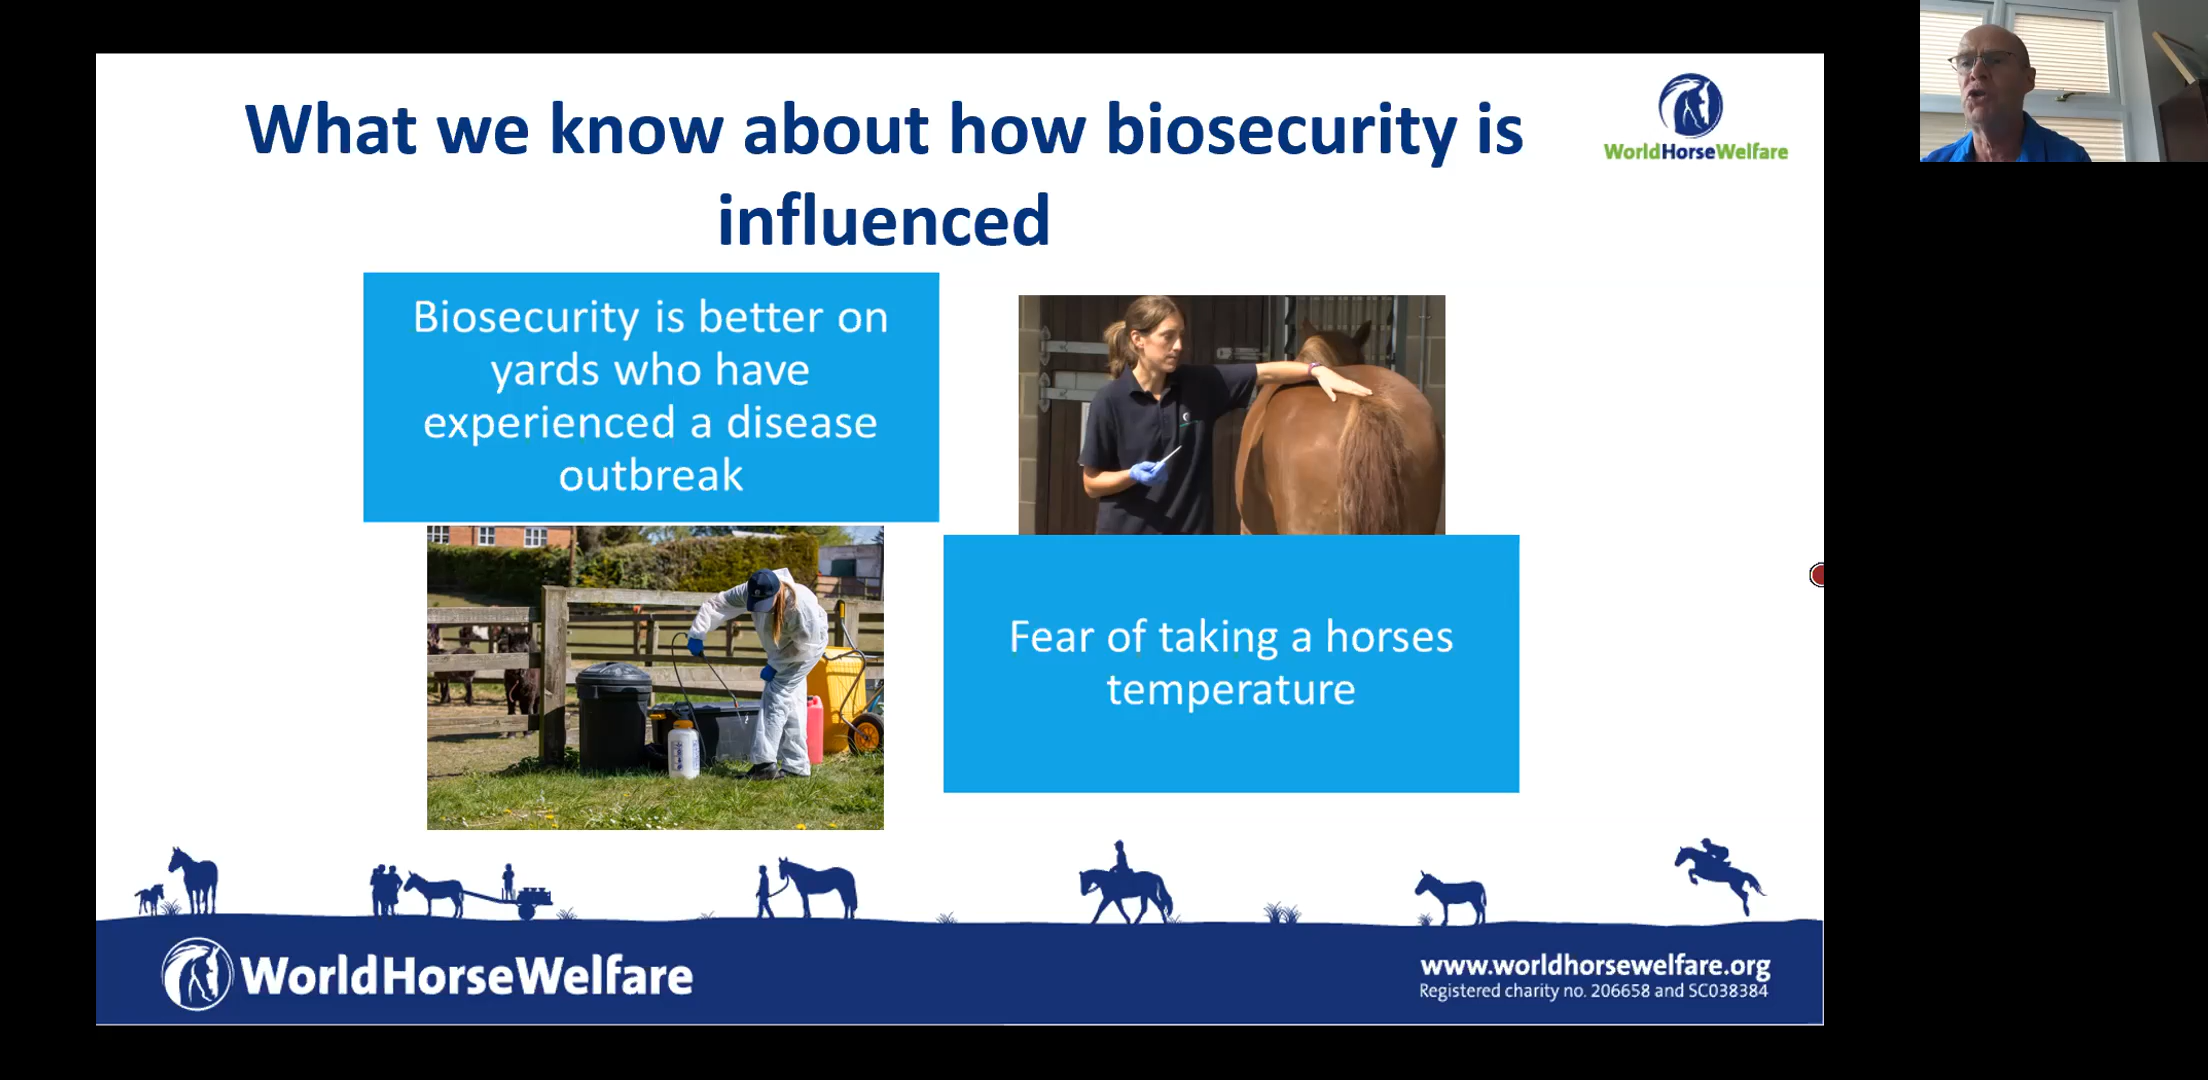 What we know about how biosecurity is
influenced
WorldHorseWelfare
Biosecurity is better on
yards who have
experienced a disease
outbreak
Fear of taking a horses
temperature
WorldHorseWelfare
www.worldhorsewelfare.org
Registered charity no. 206658 and SC038384